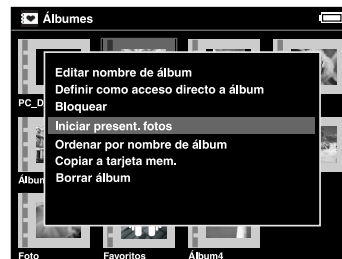 Álbumes
Editar nombre de álbum
Definir como acceso directo a álbum
Bloquear
PC_D
Iniciar present. fotos
Ordenar por nombre de álbum
Copiar a tarjeta mem.
Borrar álbum
Álbun
Foto Favoritos Álbum4